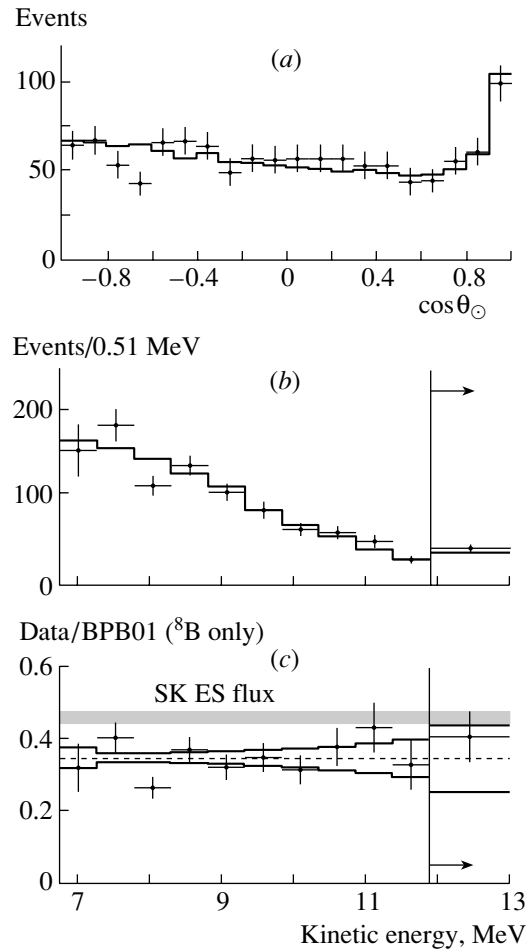 Events
(a)
100
50
0
−0.8 −0.4 0 0.4 0.8
cosθ⊙
Events/0.51 MeV
(b)
200
100
0
Data/BPB01 (⁸B only)
(c)
0.6
SK ES flux
0.4
0.2
0
7 9 11 13
Kinetic energy, MeV